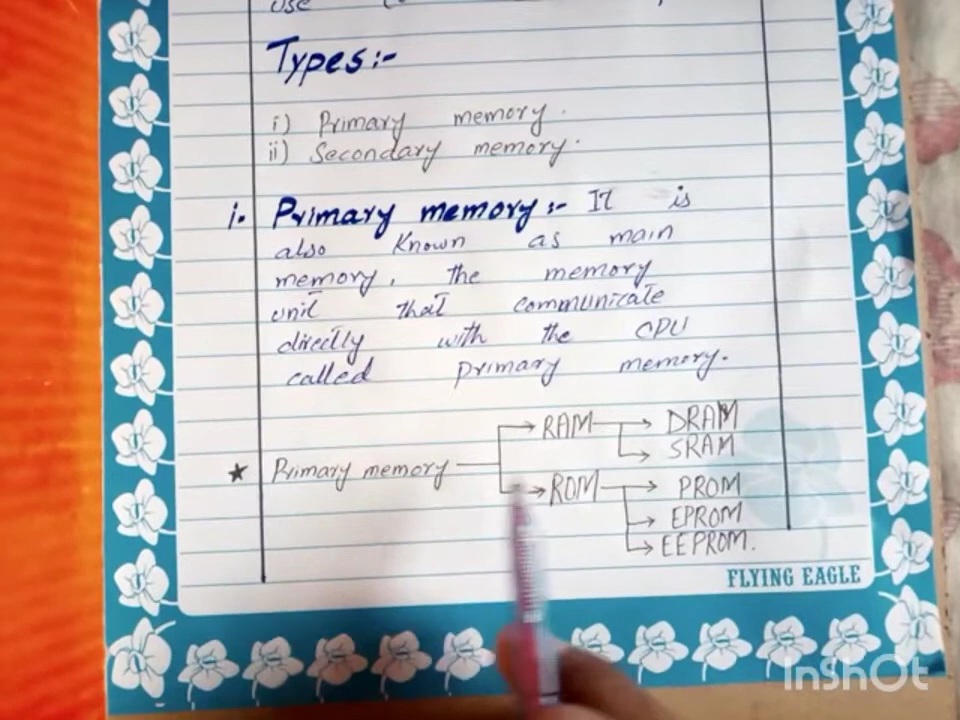 use
Types:-
i) Primary memory.
ii) Secondary memory.
i. Primary memory:- It is
also known as main
memory, the memory
unit that communicate
directly with the CPU
called primary memory.
RAM → DRAM
→ SRAM
★ Primary memory
→ ROM → PROM
→ EPROM
→ EEPROM.
FLYING EAGLE
InShOt